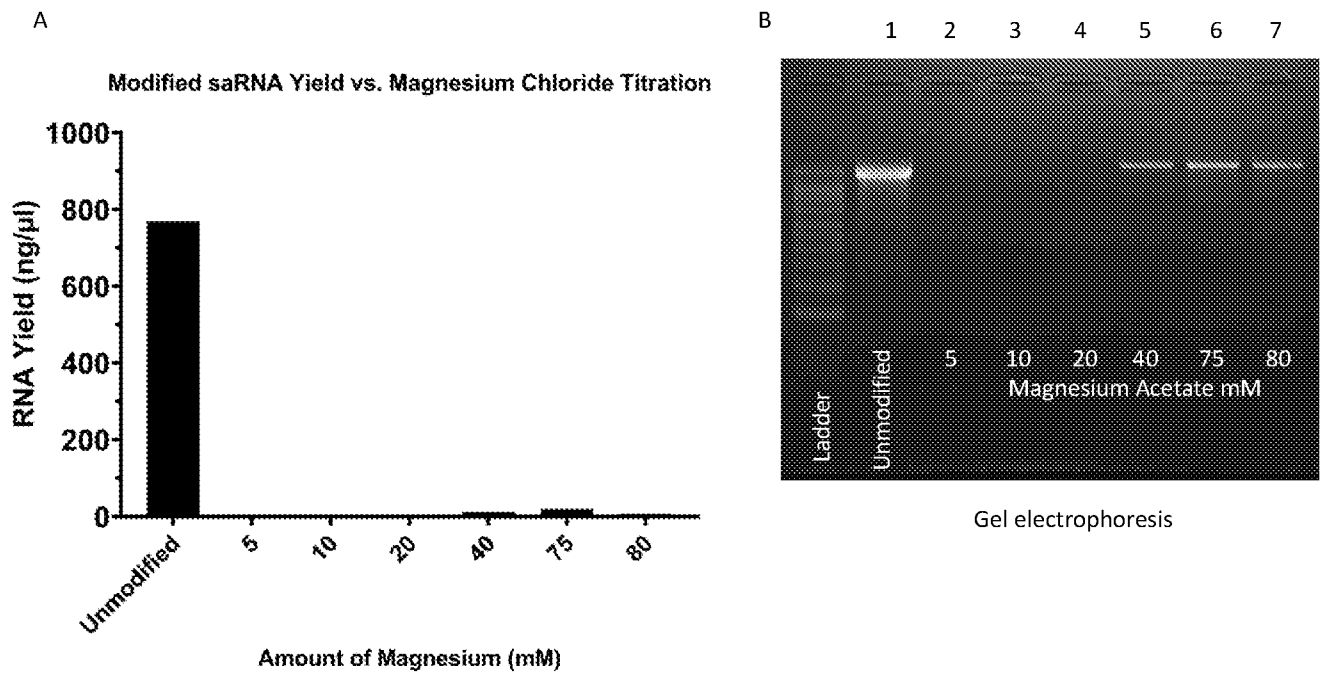 A
Modified saRNA Yield vs. Magnesium Chloride Titration
RNA Yield (ng/μl)
1000
800
600
400
200
0
Unmodified 5 10 20 40 75 80
Amount of Magnesium (mM)
B
1 2 3 4 5 6 7
Ladder
Unmodified
5 10 20 40 75 80
Magnesium Acetate mM
Gel electrophoresis